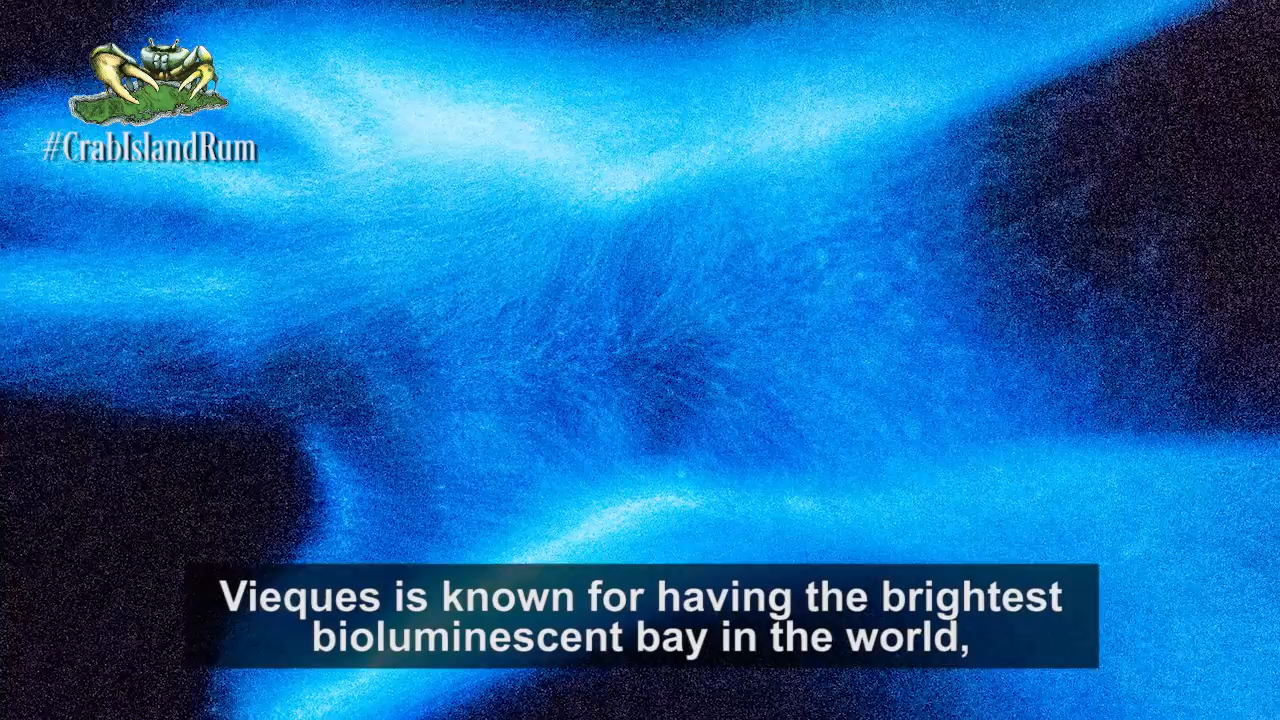 #CrabIslandRum
Vieques is known for having the brightest
bioluminescent bay in the world,